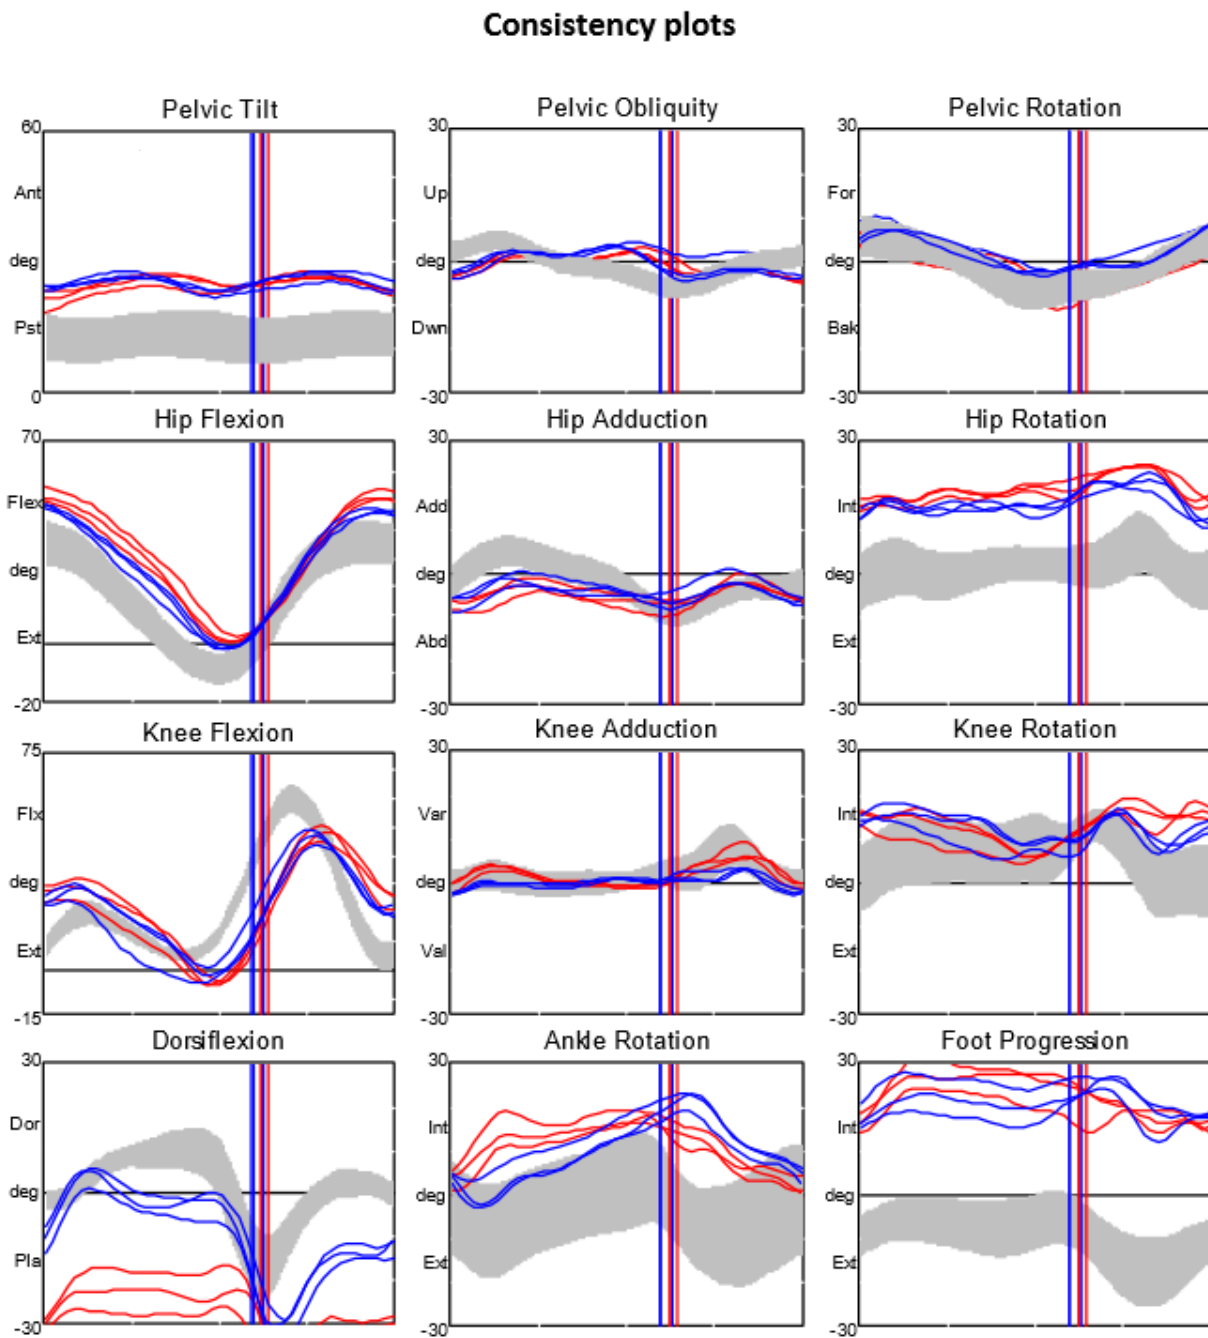 Consistency plots
Pelvic Tilt
60
Ant
deg
Pst
0
Pelvic Obliquity
30
Up
deg
Dwn
-30
Pelvic Rotation
30
For
deg
Bak
-30
Hip Flexion
70
Flex
deg
Ext
-20
Hip Adduction
30
Add
deg
Abd
-30
Hip Rotation
30
Int
deg
Ext
-30
Knee Flexion
75
Flx
deg
Ext
-15
Knee Adduction
30
Var
deg
Val
-30
Knee Rotation
30
Int
deg
Ext
-30
Dorsiflexion
30
Dor
deg
Pla
-30
Ankle Rotation
30
Int
deg
Ext
-30
Foot Progression
30
Int
deg
Ext
-30